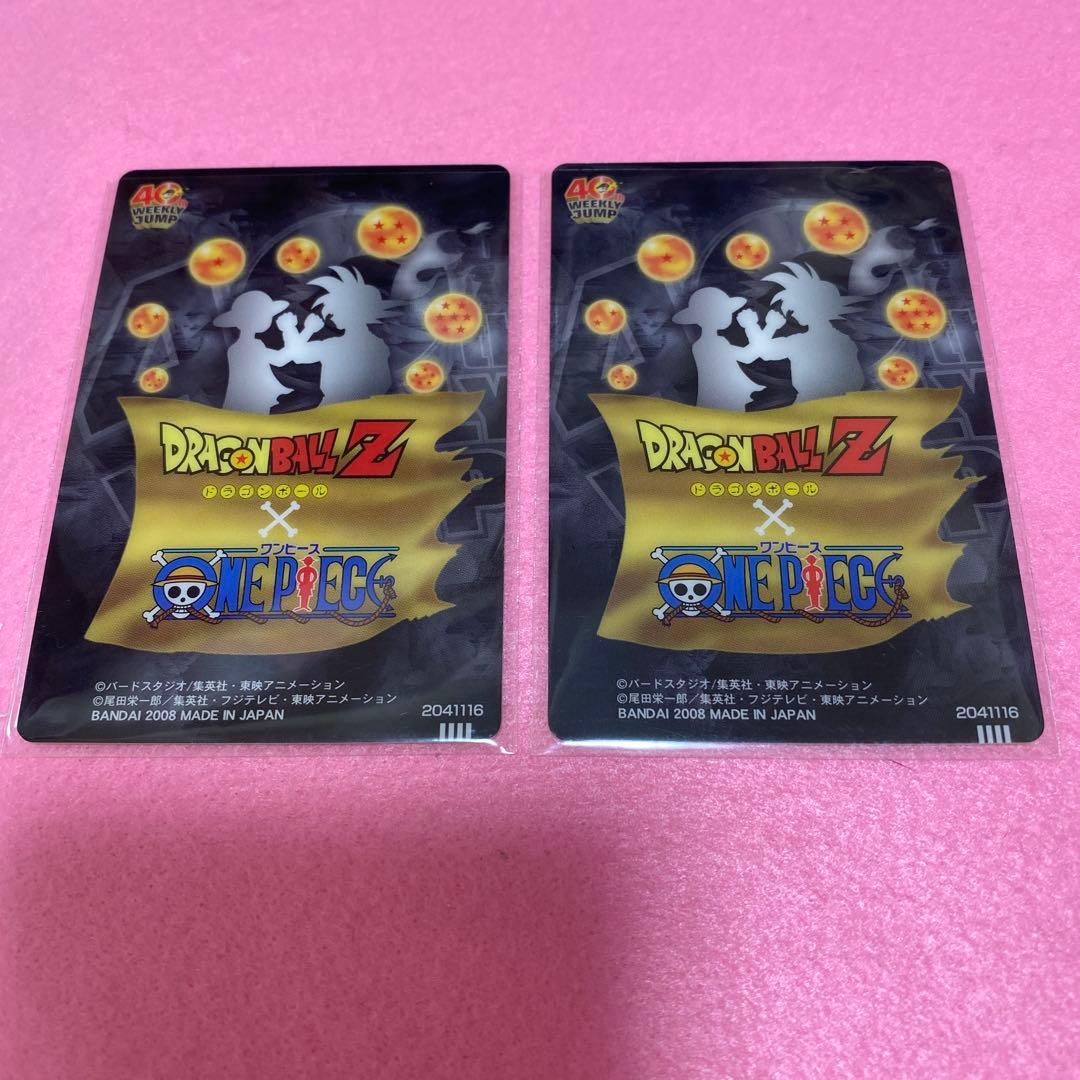 40th
WEEKLY
JUMP
DRAGON BALL Z
ドラゴンボール
×
ワンピース
ONE PIECE
©バードスタジオ/集英社・東映アニメーション
©尾田栄一郎/集英社・フジテレビ・東映アニメーション
BANDAI 2008 MADE IN JAPAN
2041116
40th
WEEKLY
JUMP
DRAGON BALL Z
ドラゴンボール
×
ワンピース
ONE PIECE
©バードスタジオ/集英社・東映アニメーション
©尾田栄一郎/集英社・フジテレビ・東映アニメーション
BANDAI 2008 MADE IN JAPAN
2041116